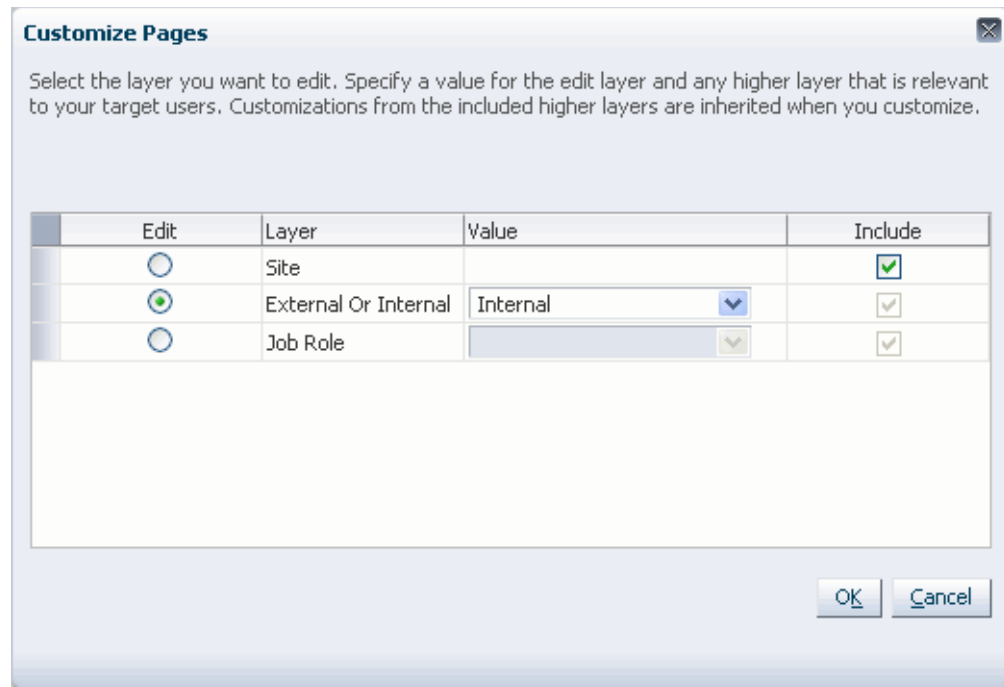 Customize Pages
Select the layer you want to edit. Specify a value for the edit layer and any higher layer that is relevant
to your target users. Customizations from the included higher layers are inherited when you customize.
Edit Layer Value Include
Site
External Or Internal Internal
Job Role
OK Cancel